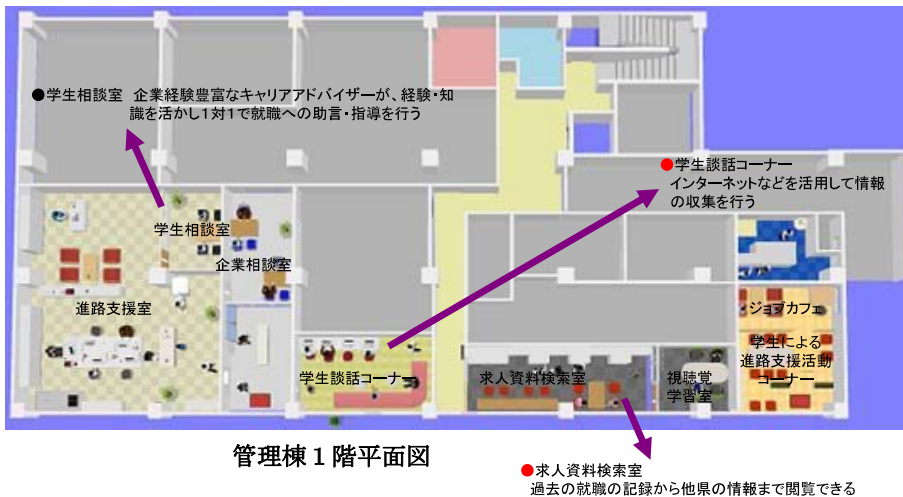 ●学生相談室 企業経験豊富なキャリアアドバイザーが、経験・知
識を活かし1対1で就職への助言・指導を行う
●学生談話コーナー
インターネットなどを活用して情報
の収集を行う
学生相談室
企業相談室
進路支援室
学生談話コーナー
求人資料検索室
視聴覚
学習室
ジョブカフェ
学生による
進路支援活動
コーナー
管理棟1階平面図
●求人資料検索室
過去の就職の記録から他県の情報まで閲覧できる